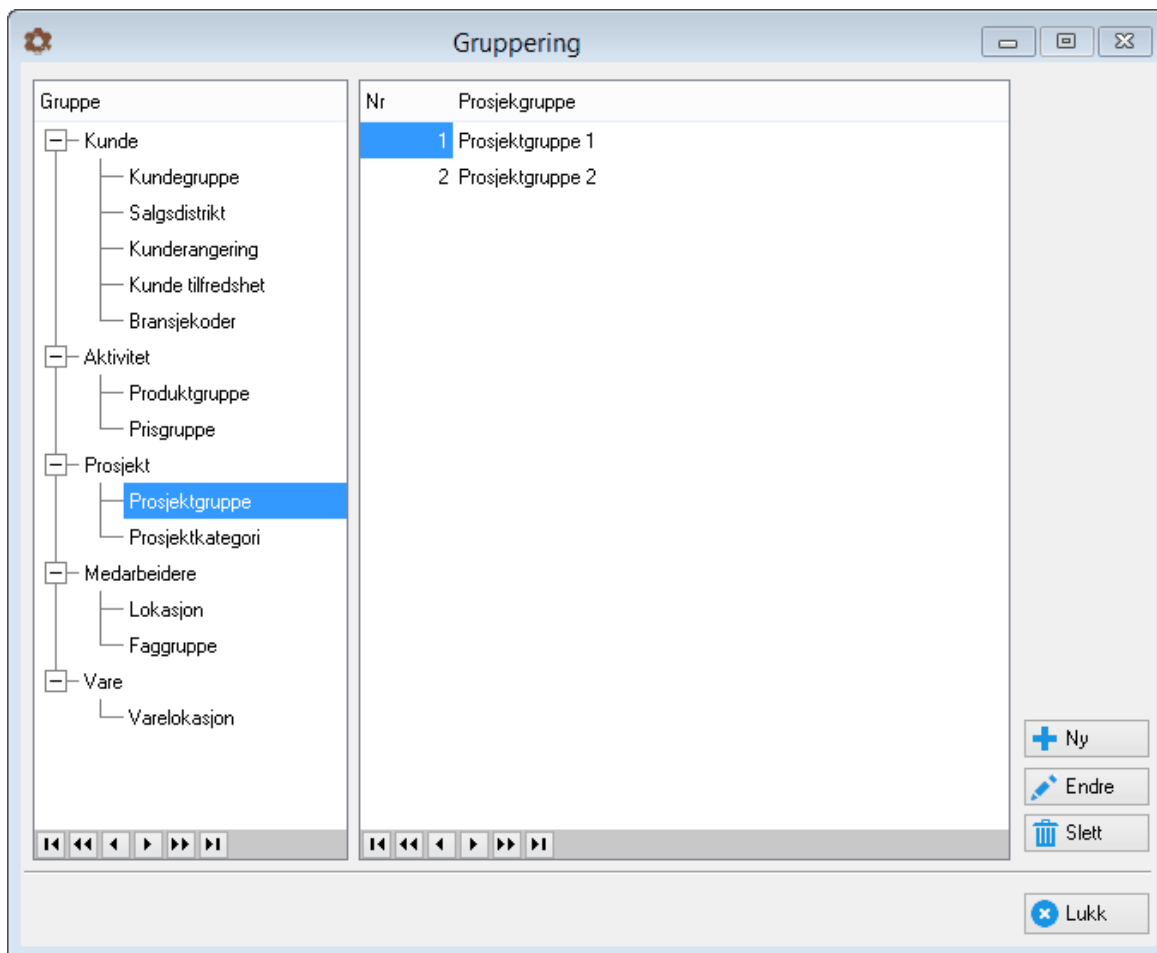 Gruppering
Gruppe
Kunde
Kundegruppe
Salgsdistrikt
Kunderangering
Kunde tilfredshet
Bransjekoder
Aktivitet
Produktgruppe
Prisgruppe
Prosjekt
Prosjektgruppe
Prosjektkategori
Medarbeidere
Lokasjon
Faggruppe
Vare
Varelokasjon
Nr Prosjekgruppe
1 Prosjektgruppe 1
2 Prosjektgruppe 2
Ny
Endre
Slett
Lukk